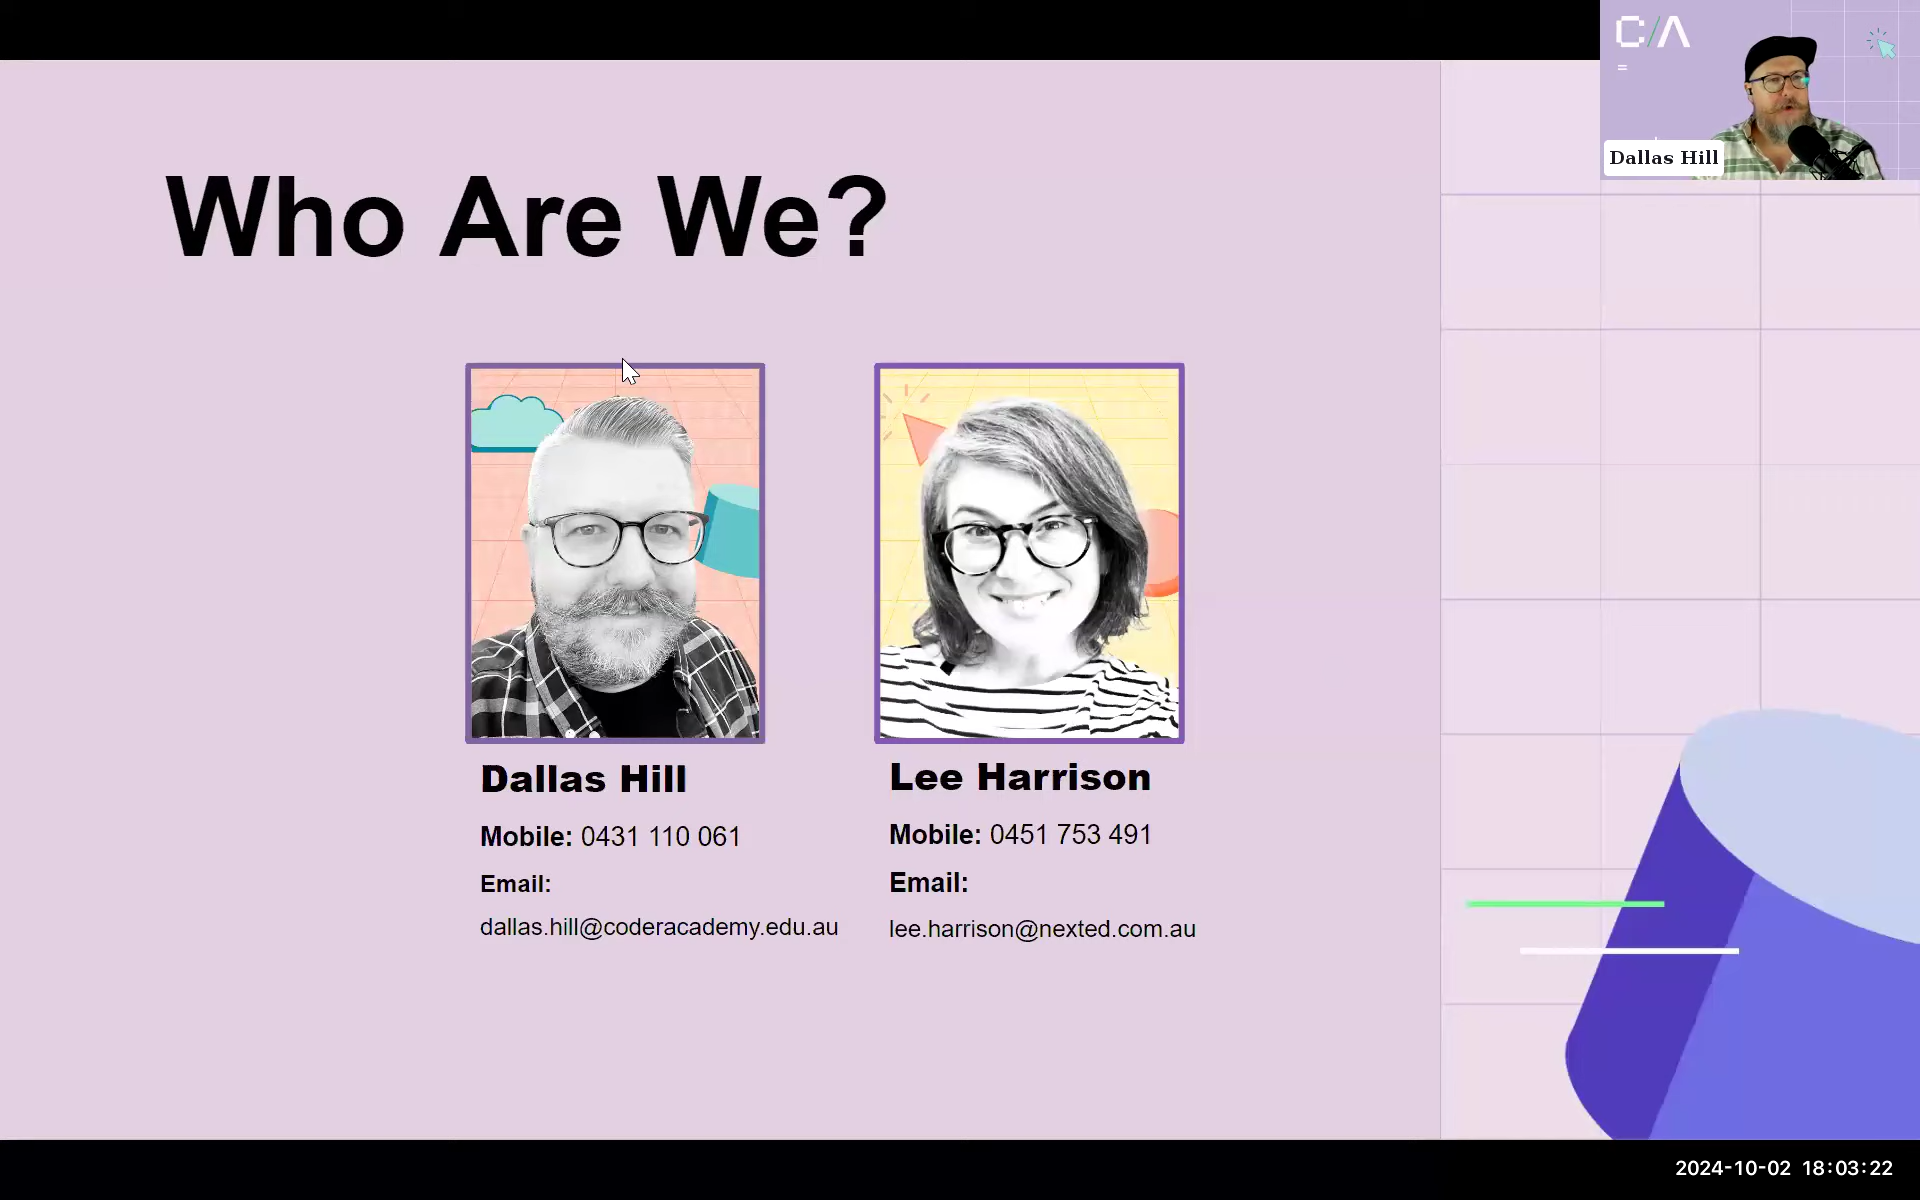 C/A
=
Dallas Hill
Who Are We?
Dallas Hill
Mobile: 0431 110 061
Email:
dallas.hill@coderacademy.edu.au
Lee Harrison
Mobile: 0451 753 491
Email:
lee.harrison@nexted.com.au
2024-10-02 18:03:22